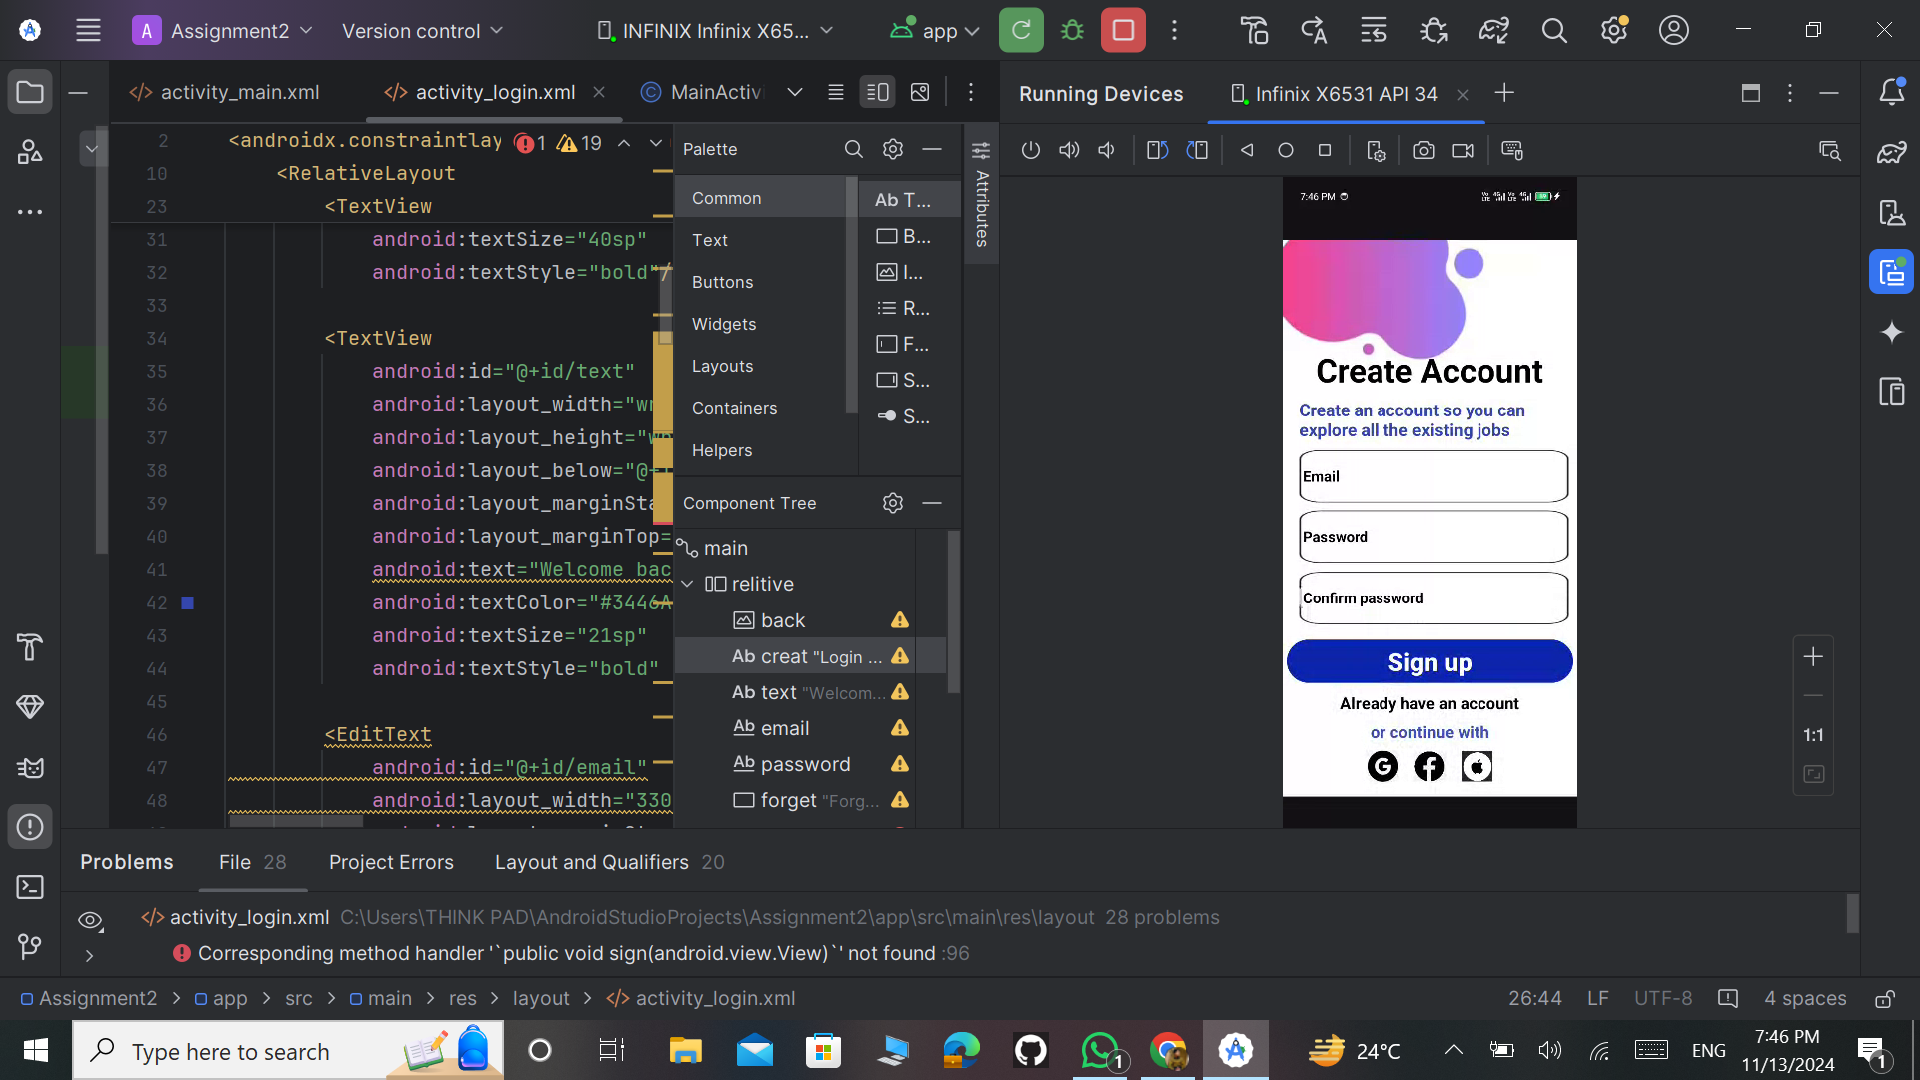 A Assignment2 Version control INFINIX Infinix X65... app
activity_main.xml activity_login.xml MainActivi
2 <androidx.constraintlay 1 19
10 <RelativeLayout
23 <TextView
31 android:textSize="40sp"
32 android:textStyle="bold"/
33
34 <TextView
35 android:id="@+id/text"
36 android:layout_width="wr
37 android:layout_height="wr
38 android:layout_below="@+i
39 android:layout_marginSta
40 android:layout_marginTop=
41 android:text="Welcome bac
42 android:textColor="#3446A
43 android:textSize="21sp"
44 android:textStyle="bold"
45
46 <EditText
47 android:id="@+id/email"
48 android:layout_width="330
Palette
Common
Text
Buttons
Widgets
Layouts
Containers
Helpers
Ab T...
B...
I...
R...
F...
S...
S...
Attributes
Component Tree
main
relitive
back
Ab creat "Login ...
Ab text "Welcom...
Ab email
Ab password
forget "Forg...
Running Devices Infinix X6531 API 34
7:46 PM
Create Account
Create an account so you can
explore all the existing jobs
Email
Password
Confirm password
Sign up
Already have an account
or continue with
1:1
Problems File 28 Project Errors Layout and Qualifiers 20
activity_login.xml C:\Users\THINK PAD\AndroidStudioProjects\Assignment2\app\src\main\res\layout 28 problems
Corresponding method handler '`public void sign(android.view.View)`' not found :96
Assignment2 > app > src > main > res > layout > activity_login.xml 26:44 LF UTF-8 4 spaces
Type here to search 1 24°C ENG 7:46 PM
11/13/2024 1